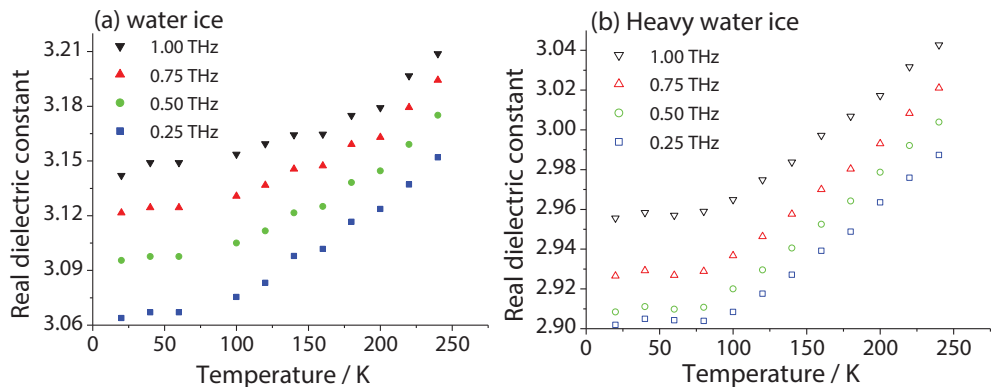 (a) water ice
1.00 THz
0.75 THz
0.50 THz
0.25 THz
3.21
3.18
3.15
3.12
3.09
3.06
0 50 100 150 200 250
Real dielectric constant
Temperature / K
(b) Heavy water ice
1.00 THz
0.75 THz
0.50 THz
0.25 THz
3.04
3.02
3.00
2.98
2.96
2.94
2.92
2.90
0 50 100 150 200 250
Real dielectric constant
Temperature / K